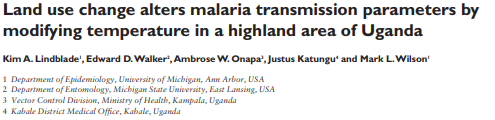 Land use change alters malaria transmission parameters by
modifying temperature in a highland area of Uganda
Kim A. Lindblade¹, Edward D. Walker², Ambrose W. Onapa³, Justus Katungu⁴ and Mark L. Wilson¹
1 Department of Epidemiology, University of Michigan, Ann Arbor, USA
2 Department of Entomology, Michigan State University, East Lansing, USA
3 Vector Control Division, Ministry of Health, Kampala, Uganda
4 Kabale District Medical Office, Kabale, Uganda